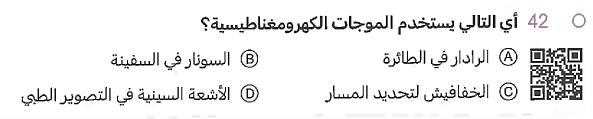 42 أي التالي يستخدم الموجات الكهرومغناطيسية؟
A الرادار في الطائرة B السونار في السفينة
C الخفافيش لتحديد المسار D الأشعة السينية في التصوير الطبي